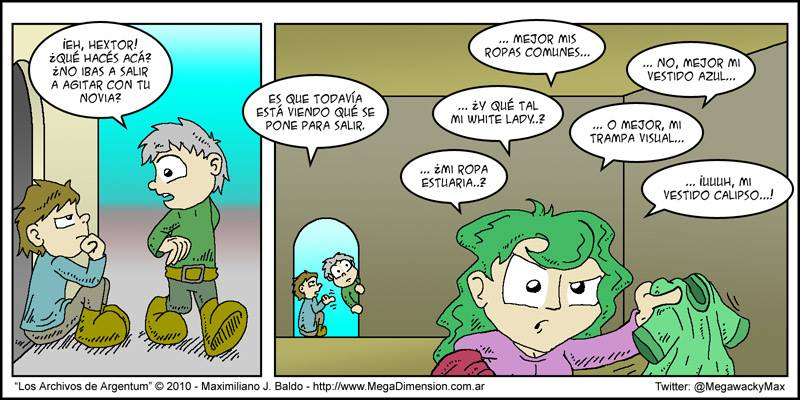 ¡EH, HEXTOR!
¿QUÉ HACÉS ACÁ?
¿NO IBAS A SALIR
A AGITAR CON TU
NOVIA?
ES QUE TODAVÍA
ESTÁ VIENDO QUÉ SE
PONE PARA SALIR.
... MEJOR MIS
ROPAS COMUNES...
... NO, MEJOR MI
VESTIDO AZUL...
... ¿Y QUÉ TAL
MI WHITE LADY..?
... O MEJOR, MI
TRAMPA VISUAL...
... ¿MI ROPA
ESTUARIA..?
... ¡UUUH, MI
VESTIDO CALIPSO...!
"Los Archivos de Argentum" © 2010 - Maximiliano J. Baldo - http://www.MegaDimension.com.ar
Twitter: @MegawackyMax